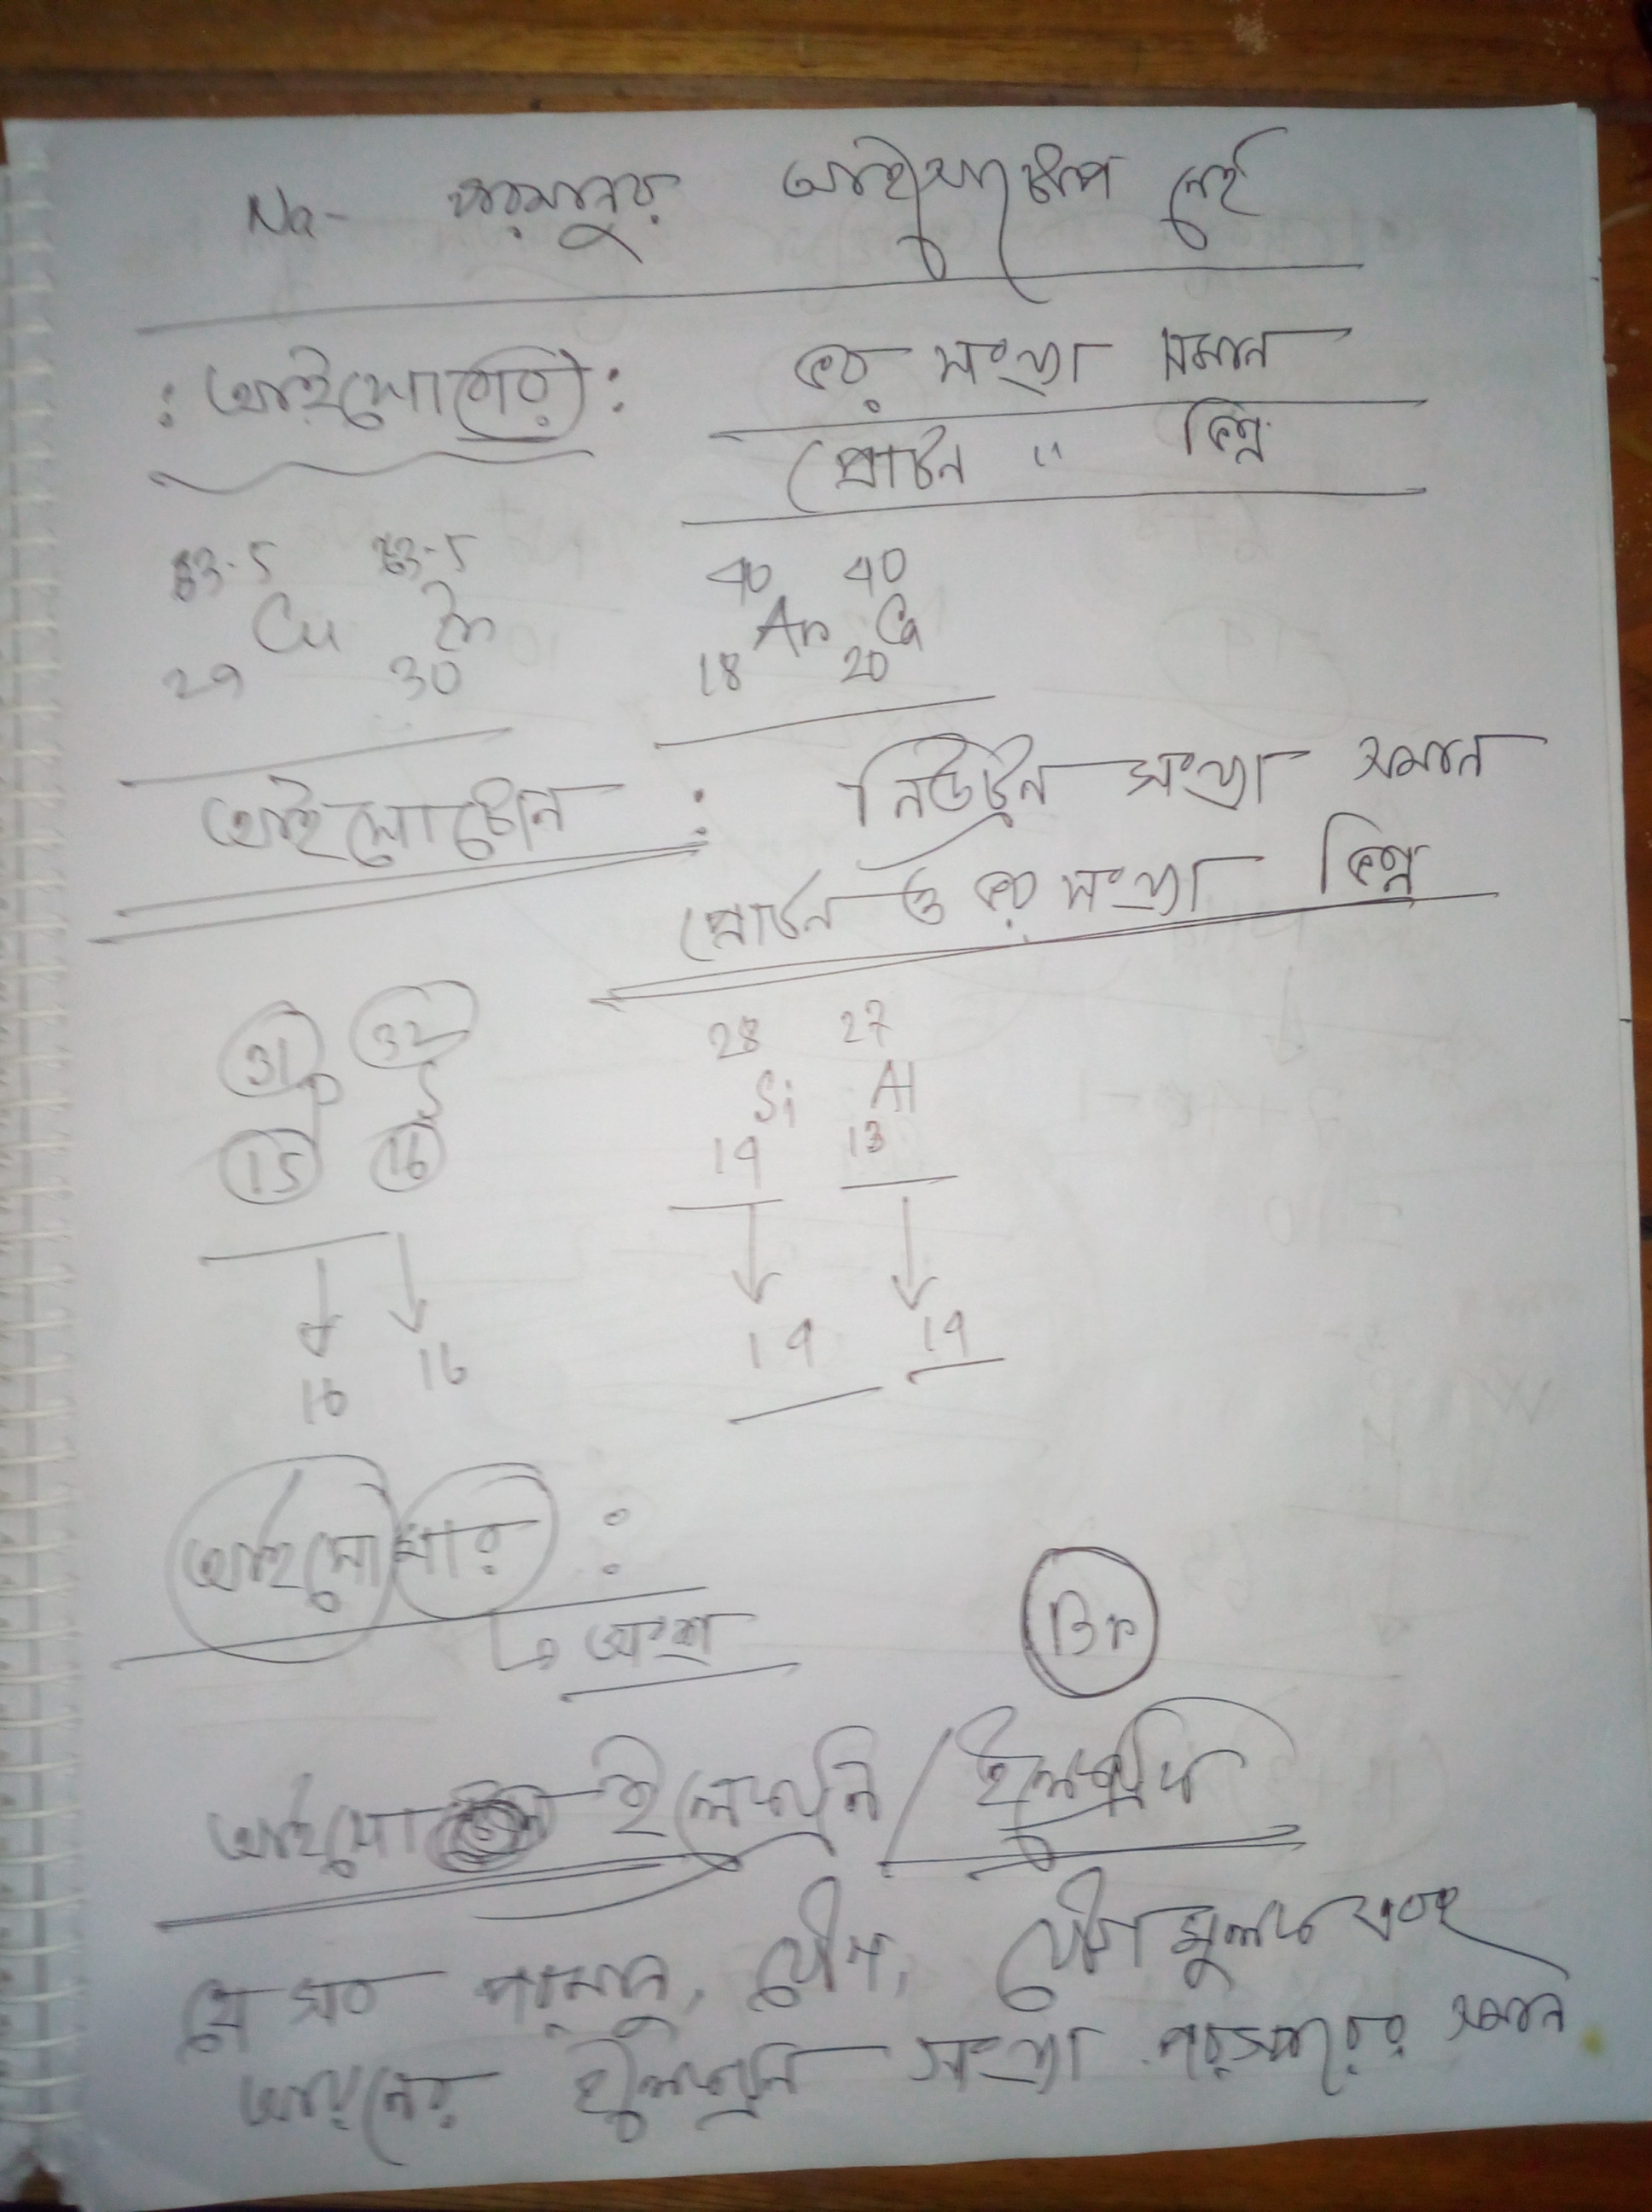 Na- পরমানুর আইসোটোপ নেই
: আইসোবার : ভর সংখ্যা সমান
প্রোটন " ভিন্ন
63.5 63.5 40 40
Cu Zn Ar Ca
29 30 18 20
আইসোটোন : নিউট্রন সংখ্যা সমান
প্রোটন ও ভর সংখ্যা ভিন্ন
31 32 28 27
P S Si Al
15 16 14 13
16 16 14 14
আইসোমার :
অংশ
Br
আইসো ইলেকট্রনি / ইলেকট্রিক
যে সব পরমানু, যৌগ, যৌগমূলক এবং
আয়নের ইলেকট্রন সংখ্যা পরস্পরের সমান